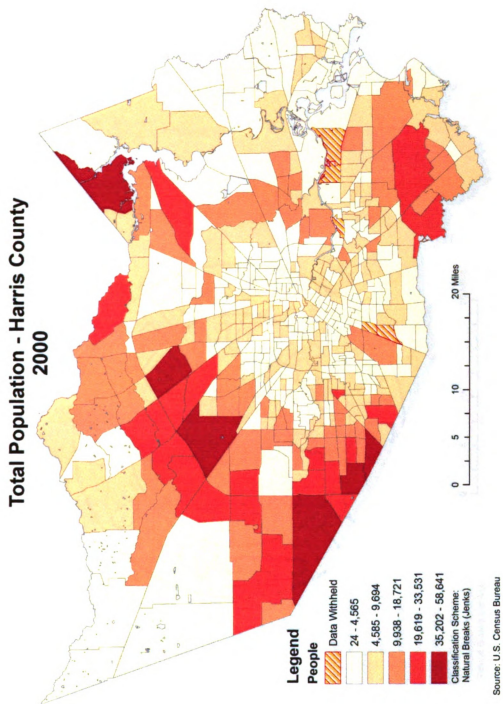 Total Population - Harris County
2000
Legend
People
Data Withheld
24 - 4,565
4,585 - 9,694
9,938 - 18,721
19,619 - 33,531
35,202 - 58,641
Classification Scheme:
Natural Breaks (Jenks)
0 5 10 20 Miles
Source: U.S. Census Bureau